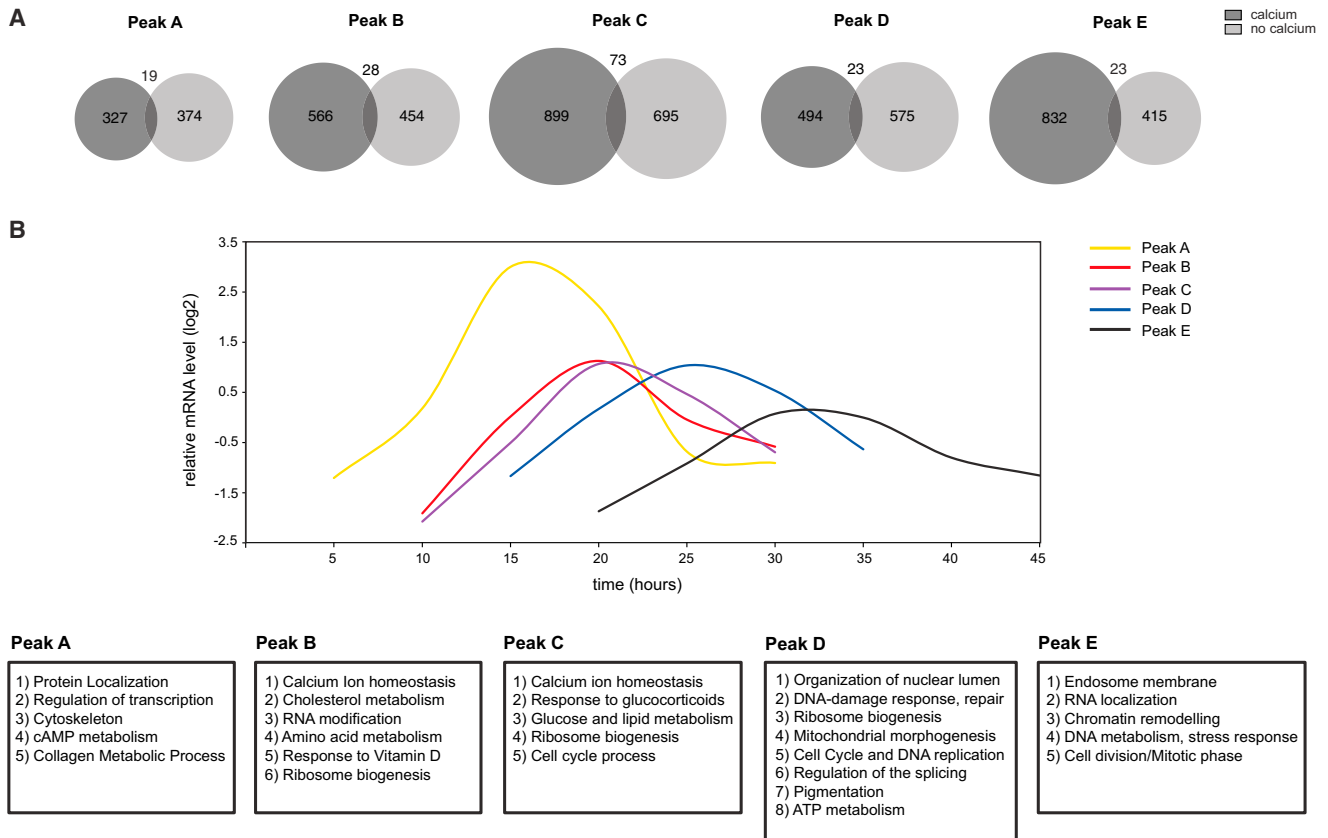 A
Peak A
Peak B
Peak C
Peak D
Peak E
calcium
no calcium
19
327
374
28
566
454
73
899
695
23
494
575
23
832
415
B
3.5
2.5
1.5
0.5
-0.5
-1.5
-2.5
relative mRNA level (log2)
5
10
15
20
25
30
35
40
45
time (hours)
Peak A
Peak B
Peak C
Peak D
Peak E
Peak A
1) Protein Localization
2) Regulation of transcription
3) Cytoskeleton
4) cAMP metabolism
5) Collagen Metabolic Process
Peak B
1) Calcium Ion homeostasis
2) Cholesterol metabolism
3) RNA modification
4) Amino acid metabolism
5) Response to Vitamin D
6) Ribosome biogenesis
Peak C
1) Calcium ion homeostasis
2) Response to glucocorticoids
3) Glucose and lipid metabolism
4) Ribosome biogenesis
5) Cell cycle process
Peak D
1) Organization of nuclear lumen
2) DNA-damage response, repair
3) Ribosome biogenesis
4) Mitochondrial morphogenesis
5) Cell Cycle and DNA replication
6) Regulation of the splicing
7) Pigmentation
8) ATP metabolism
Peak E
1) Endosome membrane
2) RNA localization
3) Chromatin remodelling
4) DNA metabolism, stress response
5) Cell division/Mitotic phase